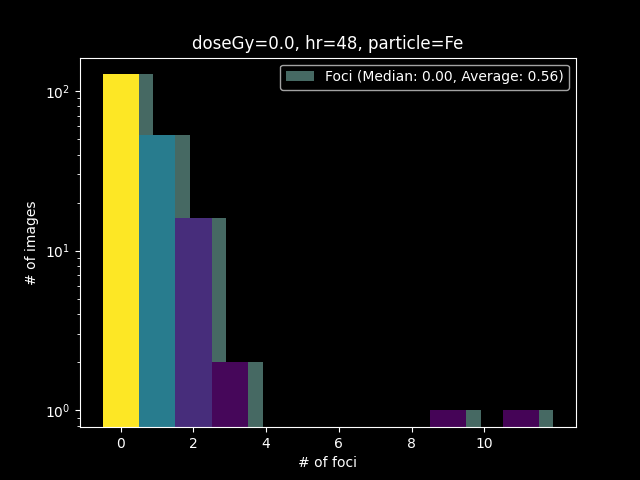 doseGy=0.0, hr=48, particle=Fe
Foci (Median: 0.00, Average: 0.56)
# of images
10²
10¹
10⁰
0 2 4 6 8 10
# of foci